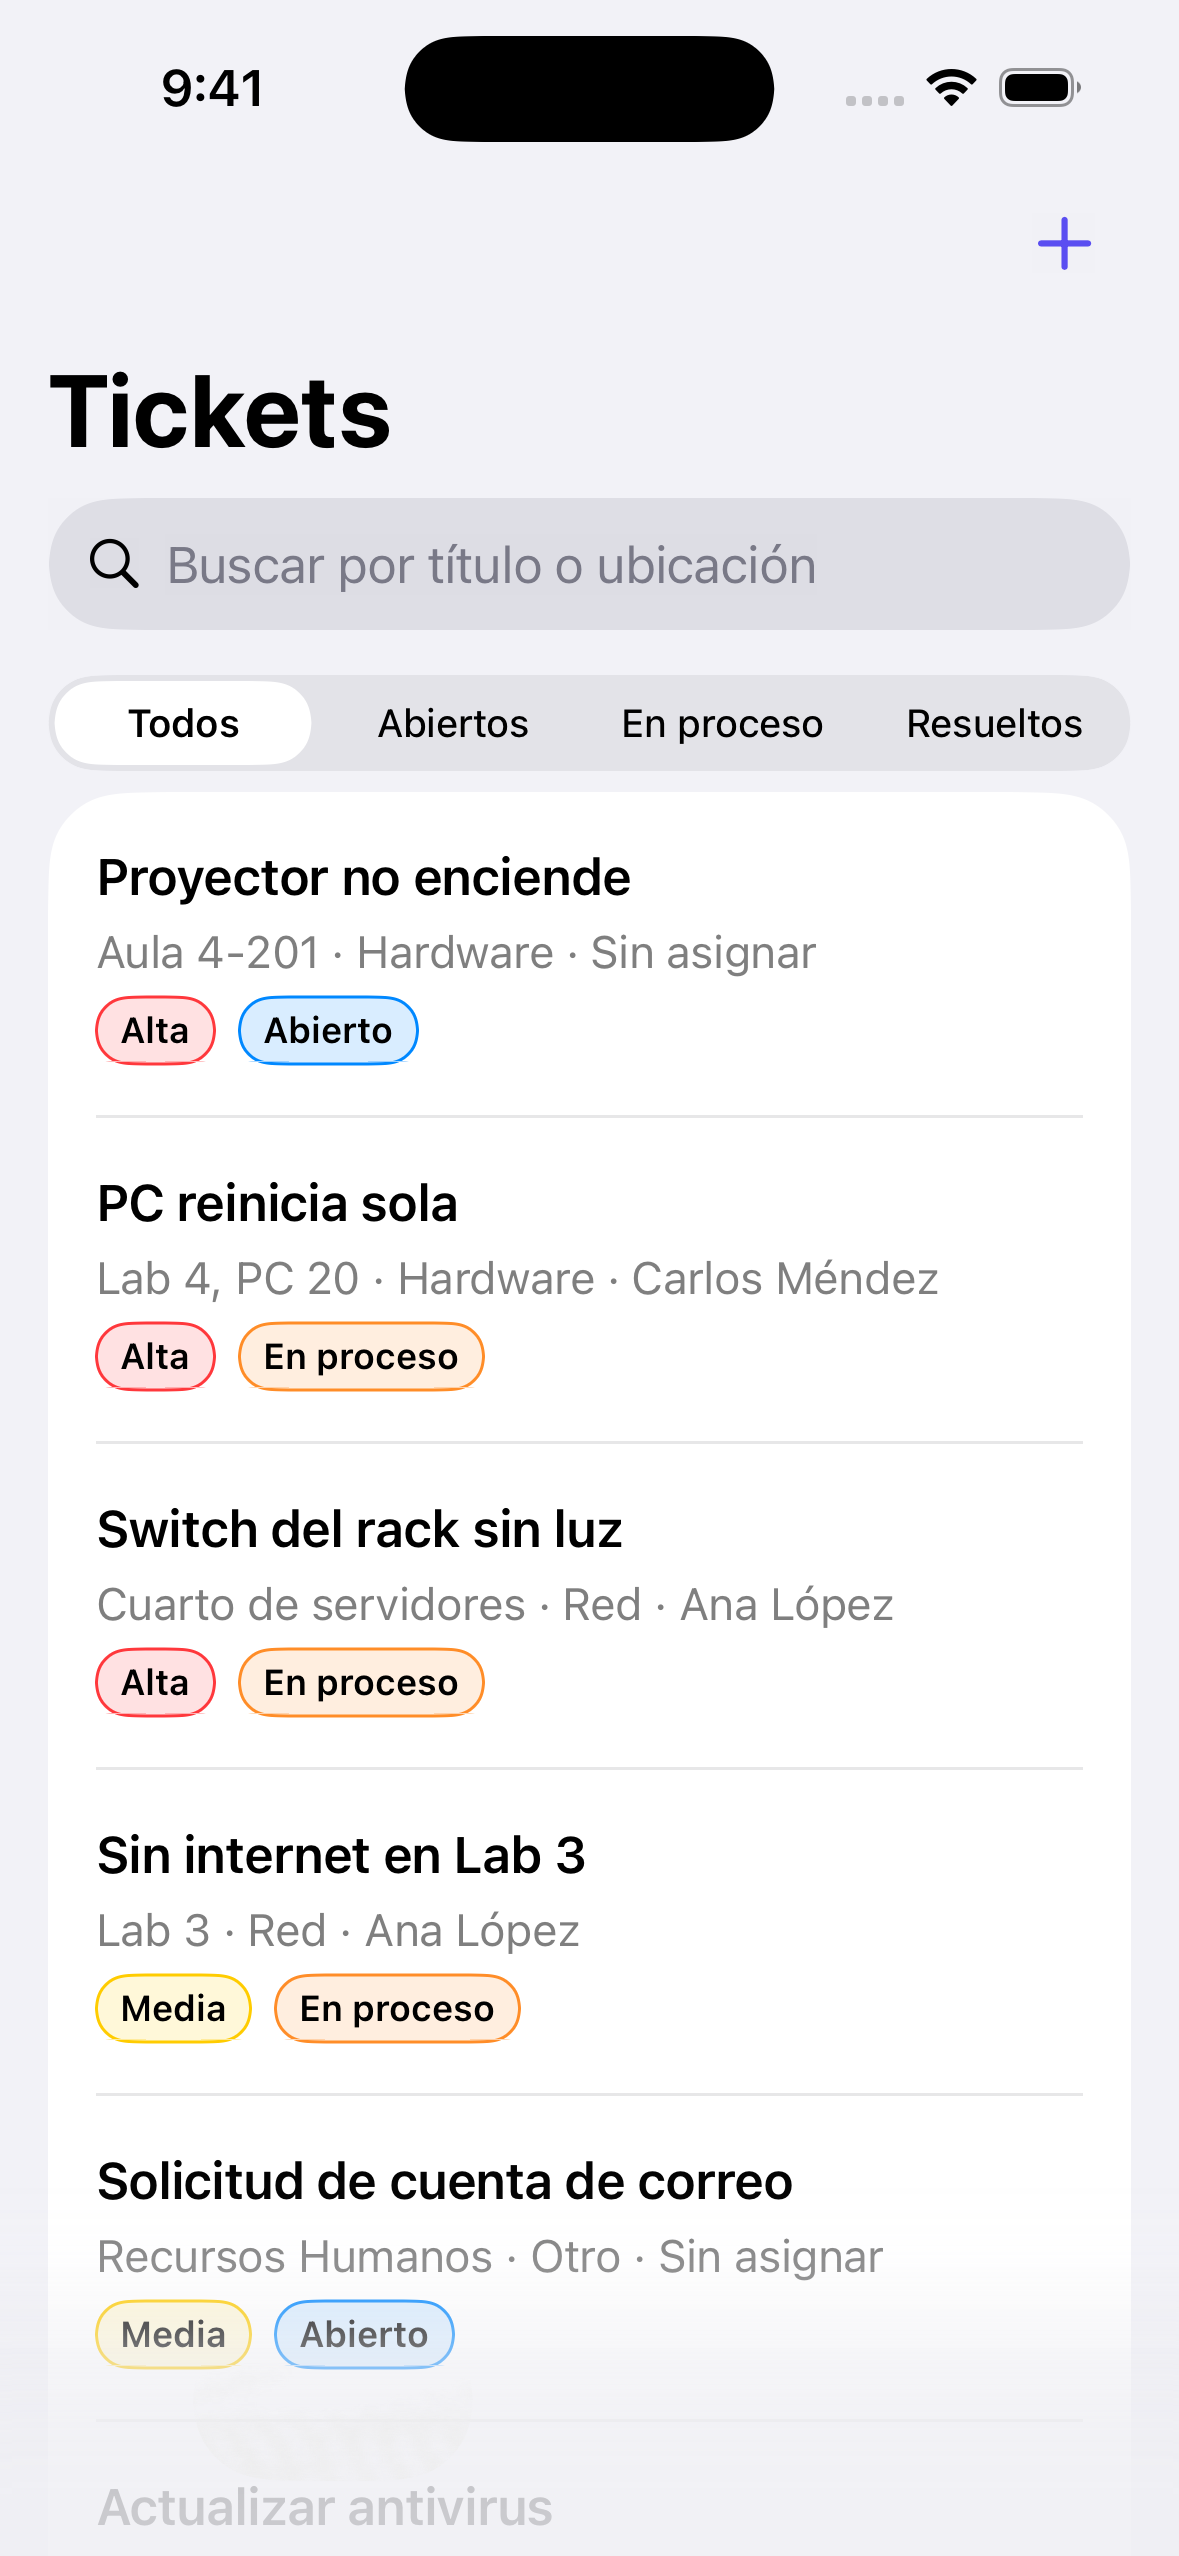 9:41
Tickets
Buscar por título o ubicación
Todos Abiertos En proceso Resueltos
Proyector no enciende
Aula 4-201 · Hardware · Sin asignar
Alta Abierto
PC reinicia sola
Lab 4, PC 20 · Hardware · Carlos Méndez
Alta En proceso
Switch del rack sin luz
Cuarto de servidores · Red · Ana López
Alta En proceso
Sin internet en Lab 3
Lab 3 · Red · Ana López
Media En proceso
Solicitud de cuenta de correo
Recursos Humanos · Otro · Sin asignar
Media Abierto
Actualizar antivirus